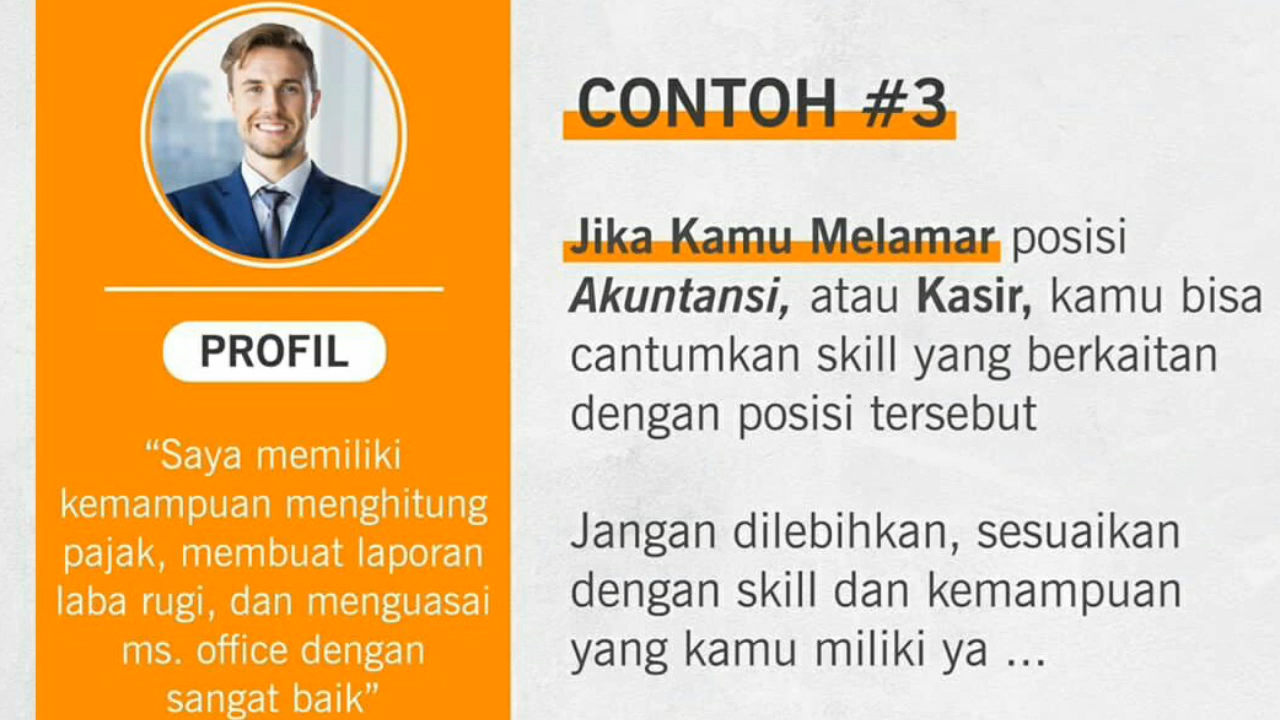 PROFIL
“Saya memiliki
kemampuan menghitung
pajak, membuat laporan
laba rugi, dan menguasai
ms. office dengan
sangat baik”
CONTOH #3
Jika Kamu Melamar posisi
Akuntansi, atau Kasir, kamu bisa
cantumkan skill yang berkaitan
dengan posisi tersebut
Jangan dilebihkan, sesuaikan
dengan skill dan kemampuan
yang kamu miliki ya ...